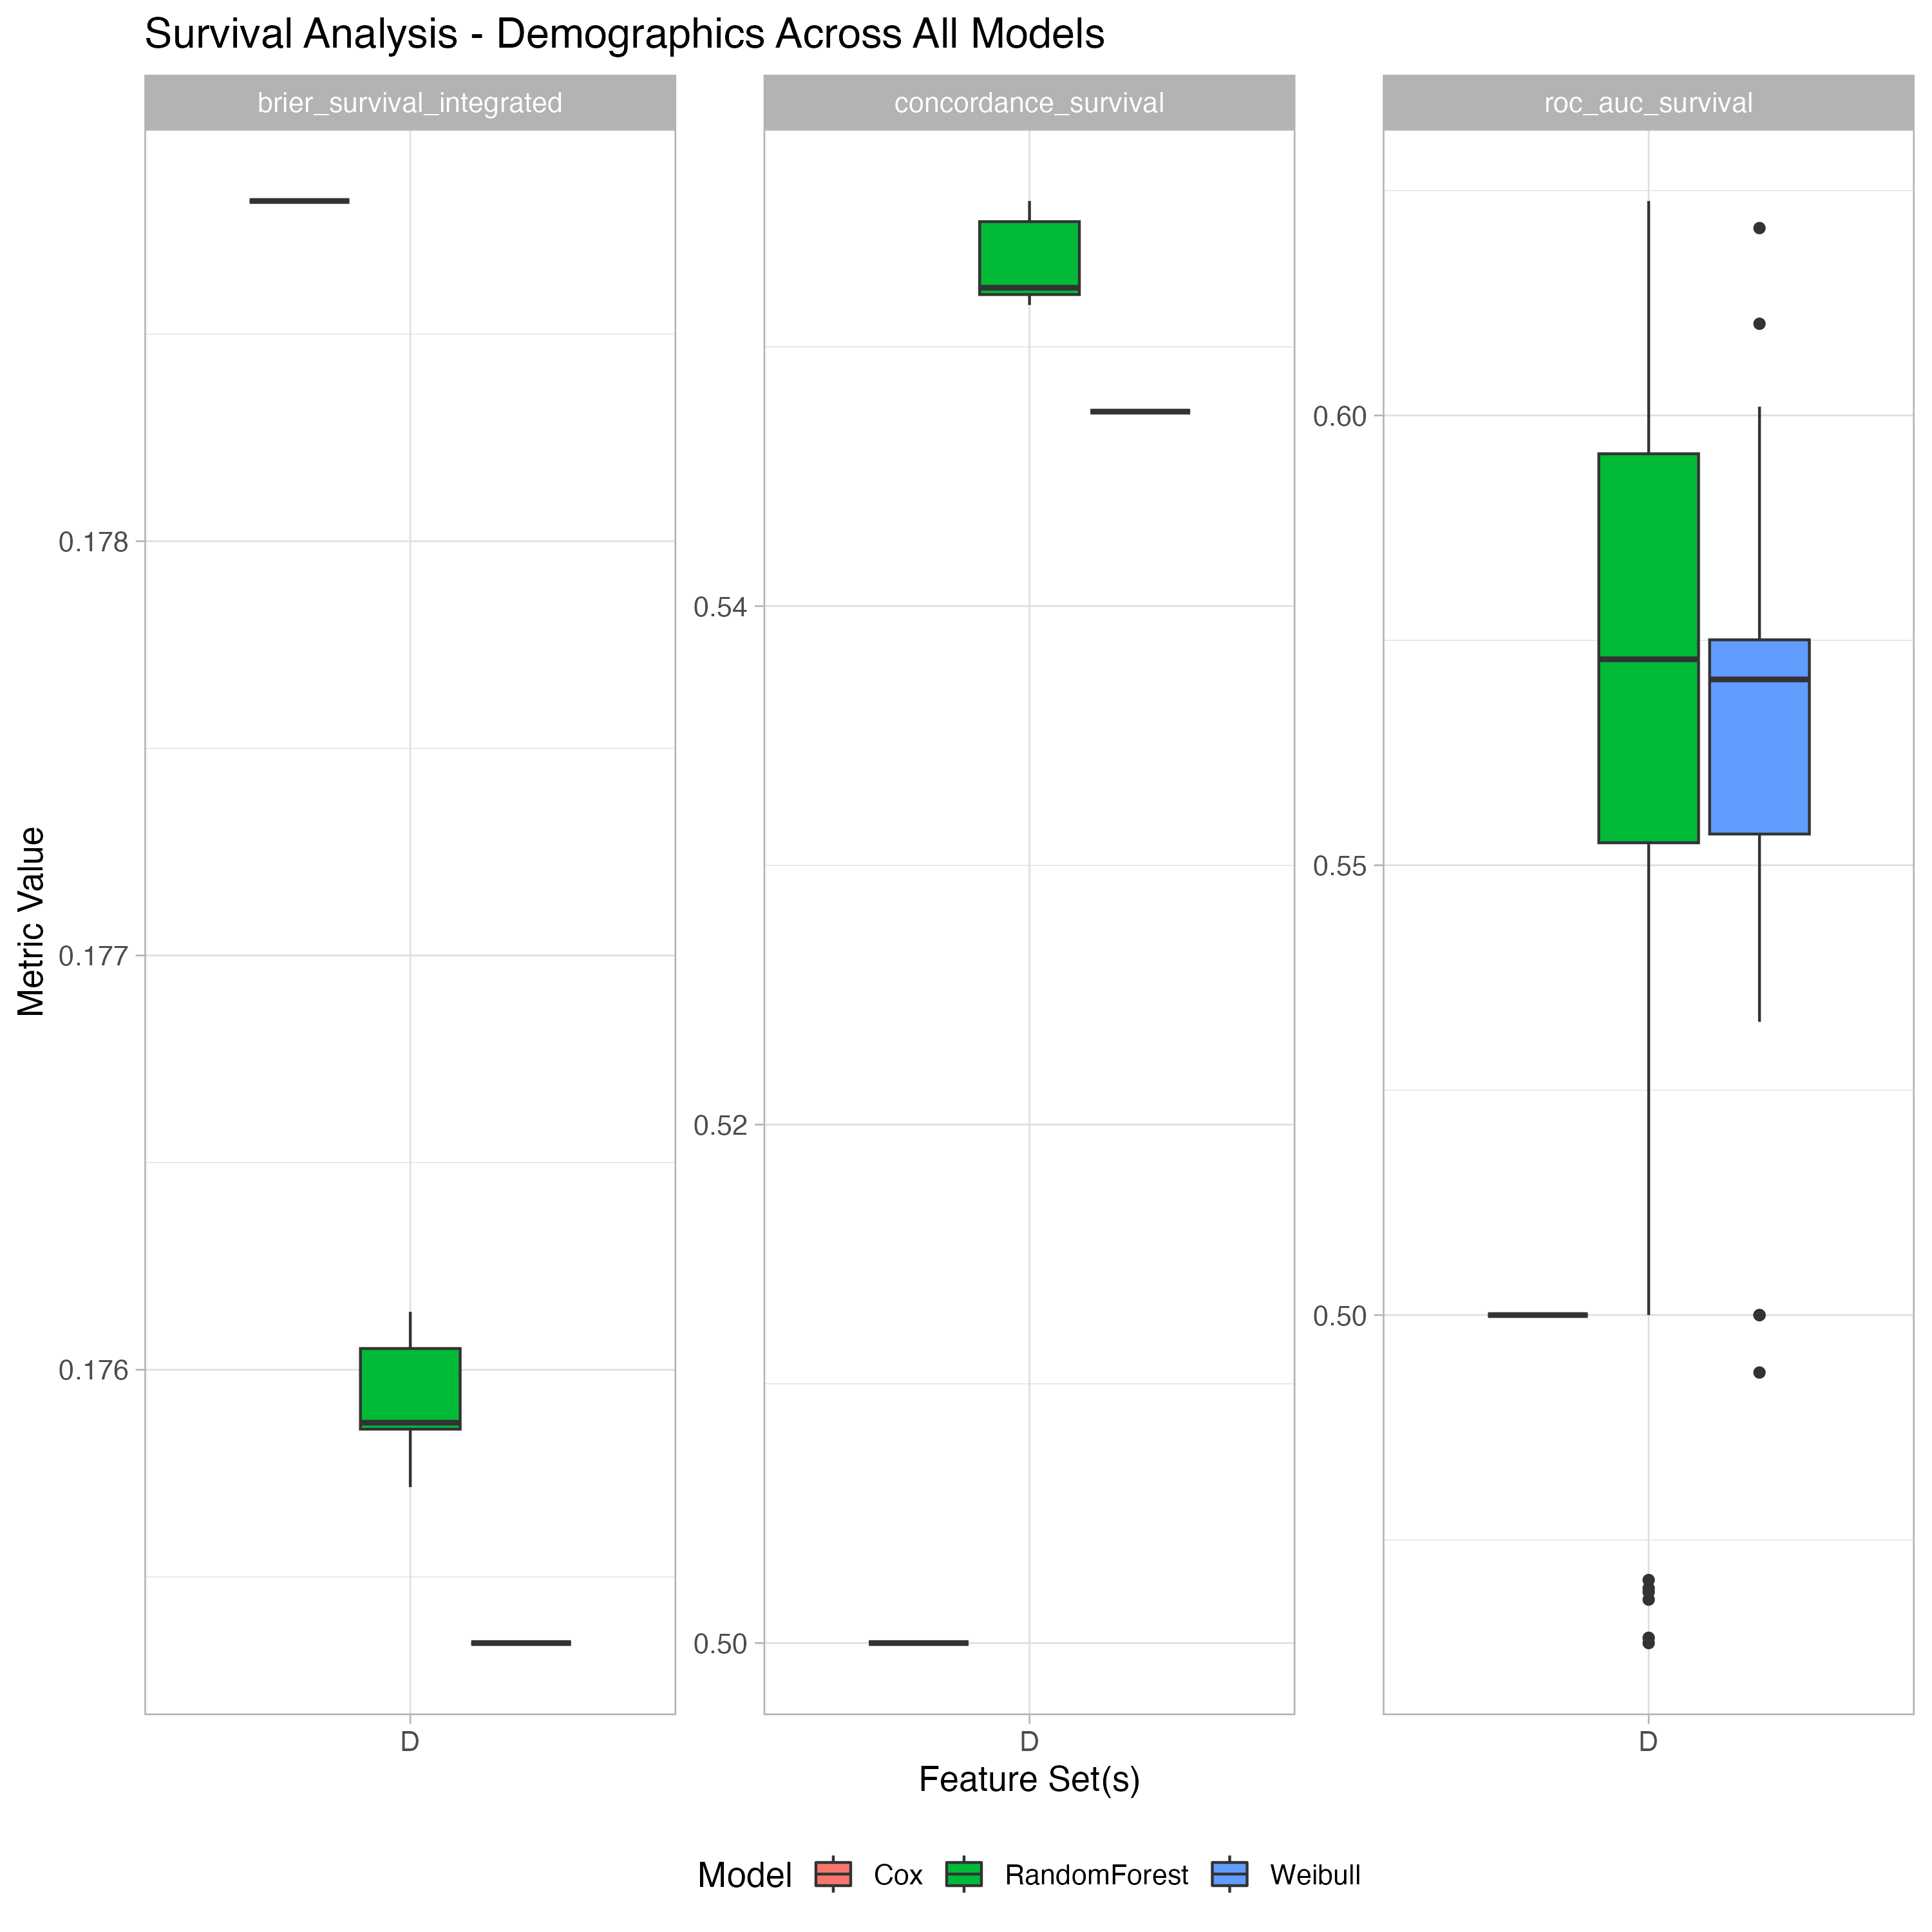 Survival Analysis - Demographics Across All Models
brier_survival_integrated
concordance_survival
roc_auc_survival
Metric Value
0.178
0.177
0.176
0.54
0.52
0.50
0.60
0.55
0.50
D
D
D
Feature Set(s)
Model
Cox
RandomForest
Weibull